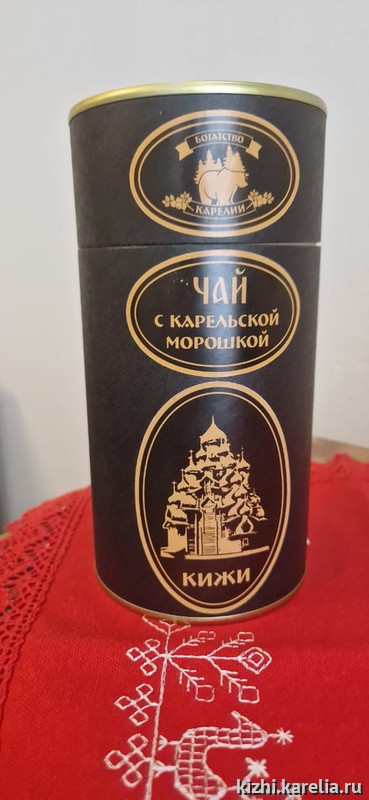 БОГАТСТВО
КАРЕЛИИ
ЧАЙ
С КАРЕЛЬСКОЙ
МОРОШКОЙ
КИЖИ
kizhi.karelia.ru